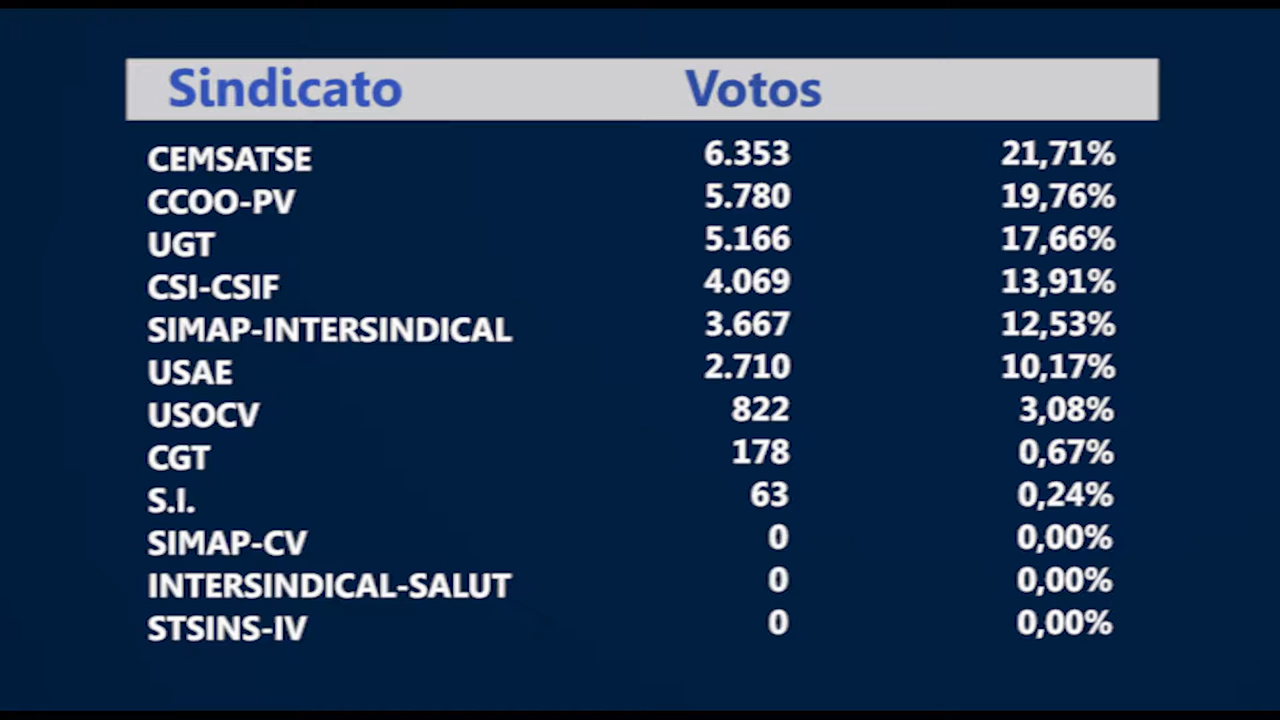 Sindicato Votos
CEMSATSE 6.353 21,71%
CCOO-PV 5.780 19,76%
UGT 5.166 17,66%
CSI-CSIF 4.069 13,91%
SIMAP-INTERSINDICAL 3.667 12,53%
USAE 2.710 10,17%
USOCV 822 3,08%
CGT 178 0,67%
S.I. 63 0,24%
SIMAP-CV 0 0,00%
INTERSINDICAL-SALUT 0 0,00%
STSINS-IV 0 0,00%